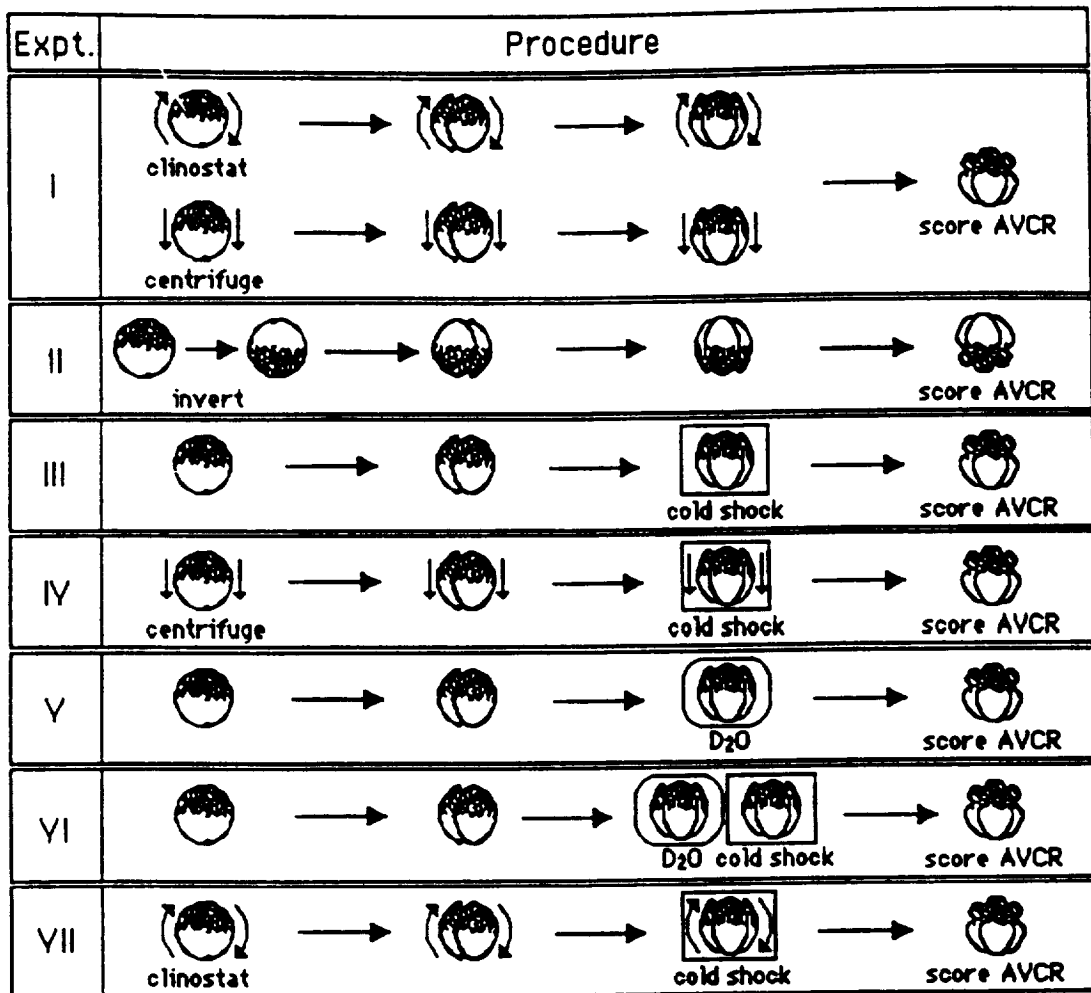 Expt. Procedure
I
clinostat
centrifuge
score AVCR
II
invert
score AVCR
III
cold shock
score AVCR
IV
centrifuge
cold shock
score AVCR
V
D₂O
score AVCR
VI
D₂O cold shock
score AVCR
VII
clinostat
cold shock
score AVCR